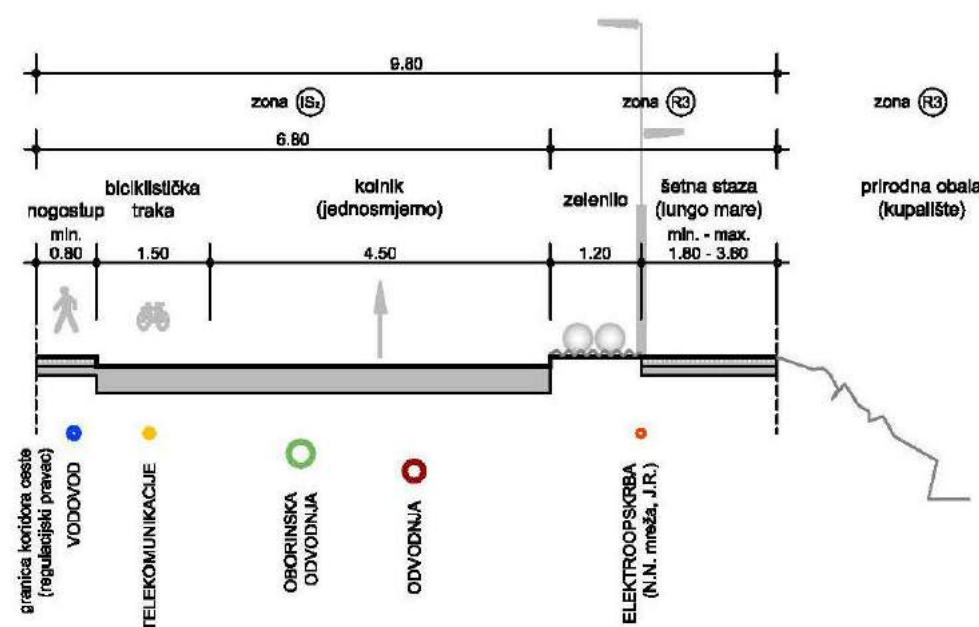 9.80
zona IS₂
zona R3
zona R3
6.80
nogostup
min.
0.80
biciklistička
traka
1.50
kolnik
(jednosmjerno)
4.50
zelenilo
1.20
šetna staza
(lungo mare)
min. - max.
1.80 - 3.80
prirodna obala
(kupalište)
granica koridora ceste
(regulacijski pravac)
VODOVOD
TELEKOMUNIKACIJE
OBORINSKA
ODVODNJA
ODVODNJA
ELEKTROOPSKRBA
(N.N. mreža, J.R.)